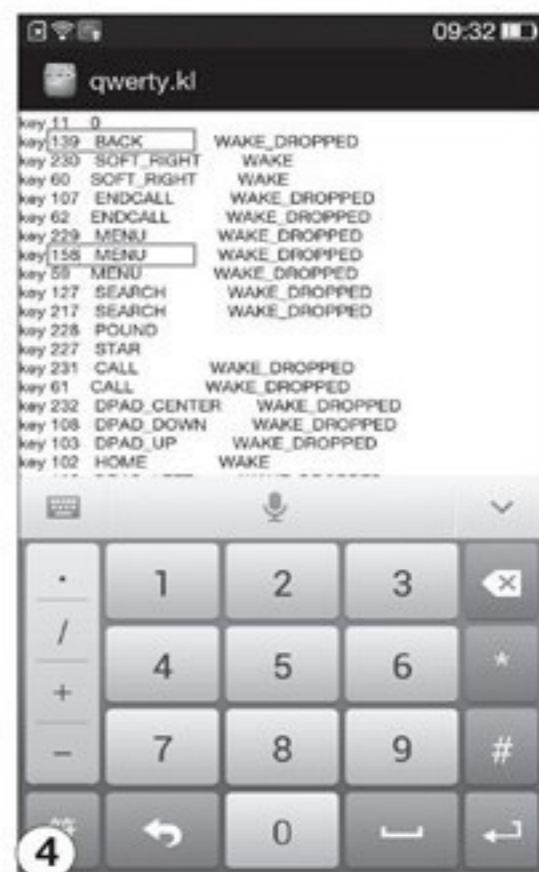 09:32
qwerty.kl
key 11 0
key 139 BACK WAKE_DROPPED
key 230 SOFT_RIGHT WAKE
key 60 SOFT_RIGHT WAKE
key 107 ENDCALL WAKE_DROPPED
key 62 ENDCALL WAKE_DROPPED
key 229 MENU WAKE_DROPPED
key 158 MENU WAKE_DROPPED
key 59 MENU WAKE_DROPPED
key 127 SEARCH WAKE_DROPPED
key 217 SEARCH WAKE_DROPPED
key 228 POUND
key 227 STAR
key 231 CALL WAKE_DROPPED
key 61 CALL WAKE_DROPPED
key 232 DPAD_CENTER WAKE_DROPPED
key 108 DPAD_DOWN WAKE_DROPPED
key 103 DPAD_UP WAKE_DROPPED
key 102 HOME WAKE
. 1 2 3
/ 4 5 6 *
+
- 7 8 9 #
0
4